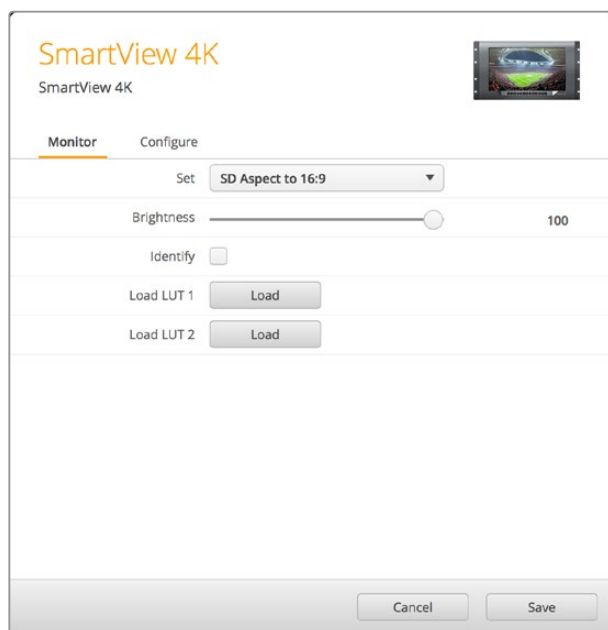 SmartView 4K
SmartView 4K
Monitor Configure
Set SD Aspect to 16:9
Brightness 100
Identify
Load LUT 1 Load
Load LUT 2 Load
Cancel Save